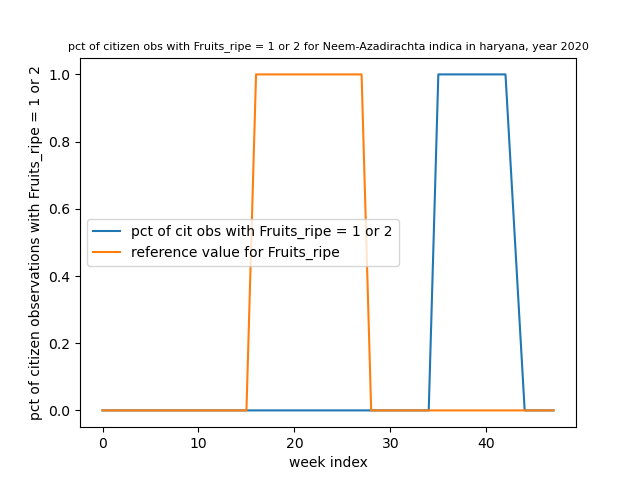 pct of citizen obs with Fruits_ripe = 1 or 2 for Neem-Azadirachta indica in haryana, year 2020
pct of citizen observations with Fruits_ripe = 1 or 2
1.0
0.8
0.6
0.4
0.2
0.0
pct of cit obs with Fruits_ripe = 1 or 2
reference value for Fruits_ripe
0 10 20 30 40
week index